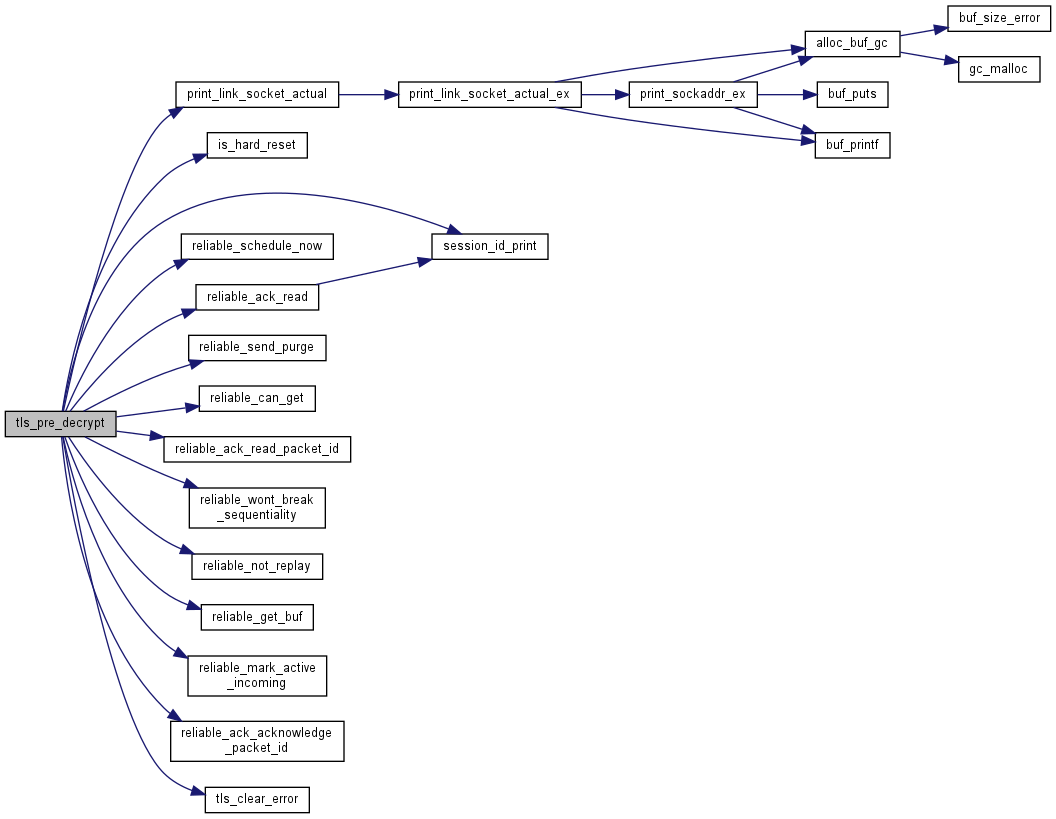 buf_size_error
alloc_buf_gc
gc_malloc
print_link_socket_actual
print_link_socket_actual_ex
print_sockaddr_ex
buf_puts
is_hard_reset
buf_printf
session_id_print
reliable_schedule_now
reliable_ack_read
reliable_send_purge
reliable_can_get
tls_pre_decrypt
reliable_ack_read_packet_id
reliable_wont_break
_sequentiality
reliable_not_replay
reliable_get_buf
reliable_mark_active
_incoming
reliable_ack_acknowledge
_packet_id
tls_clear_error